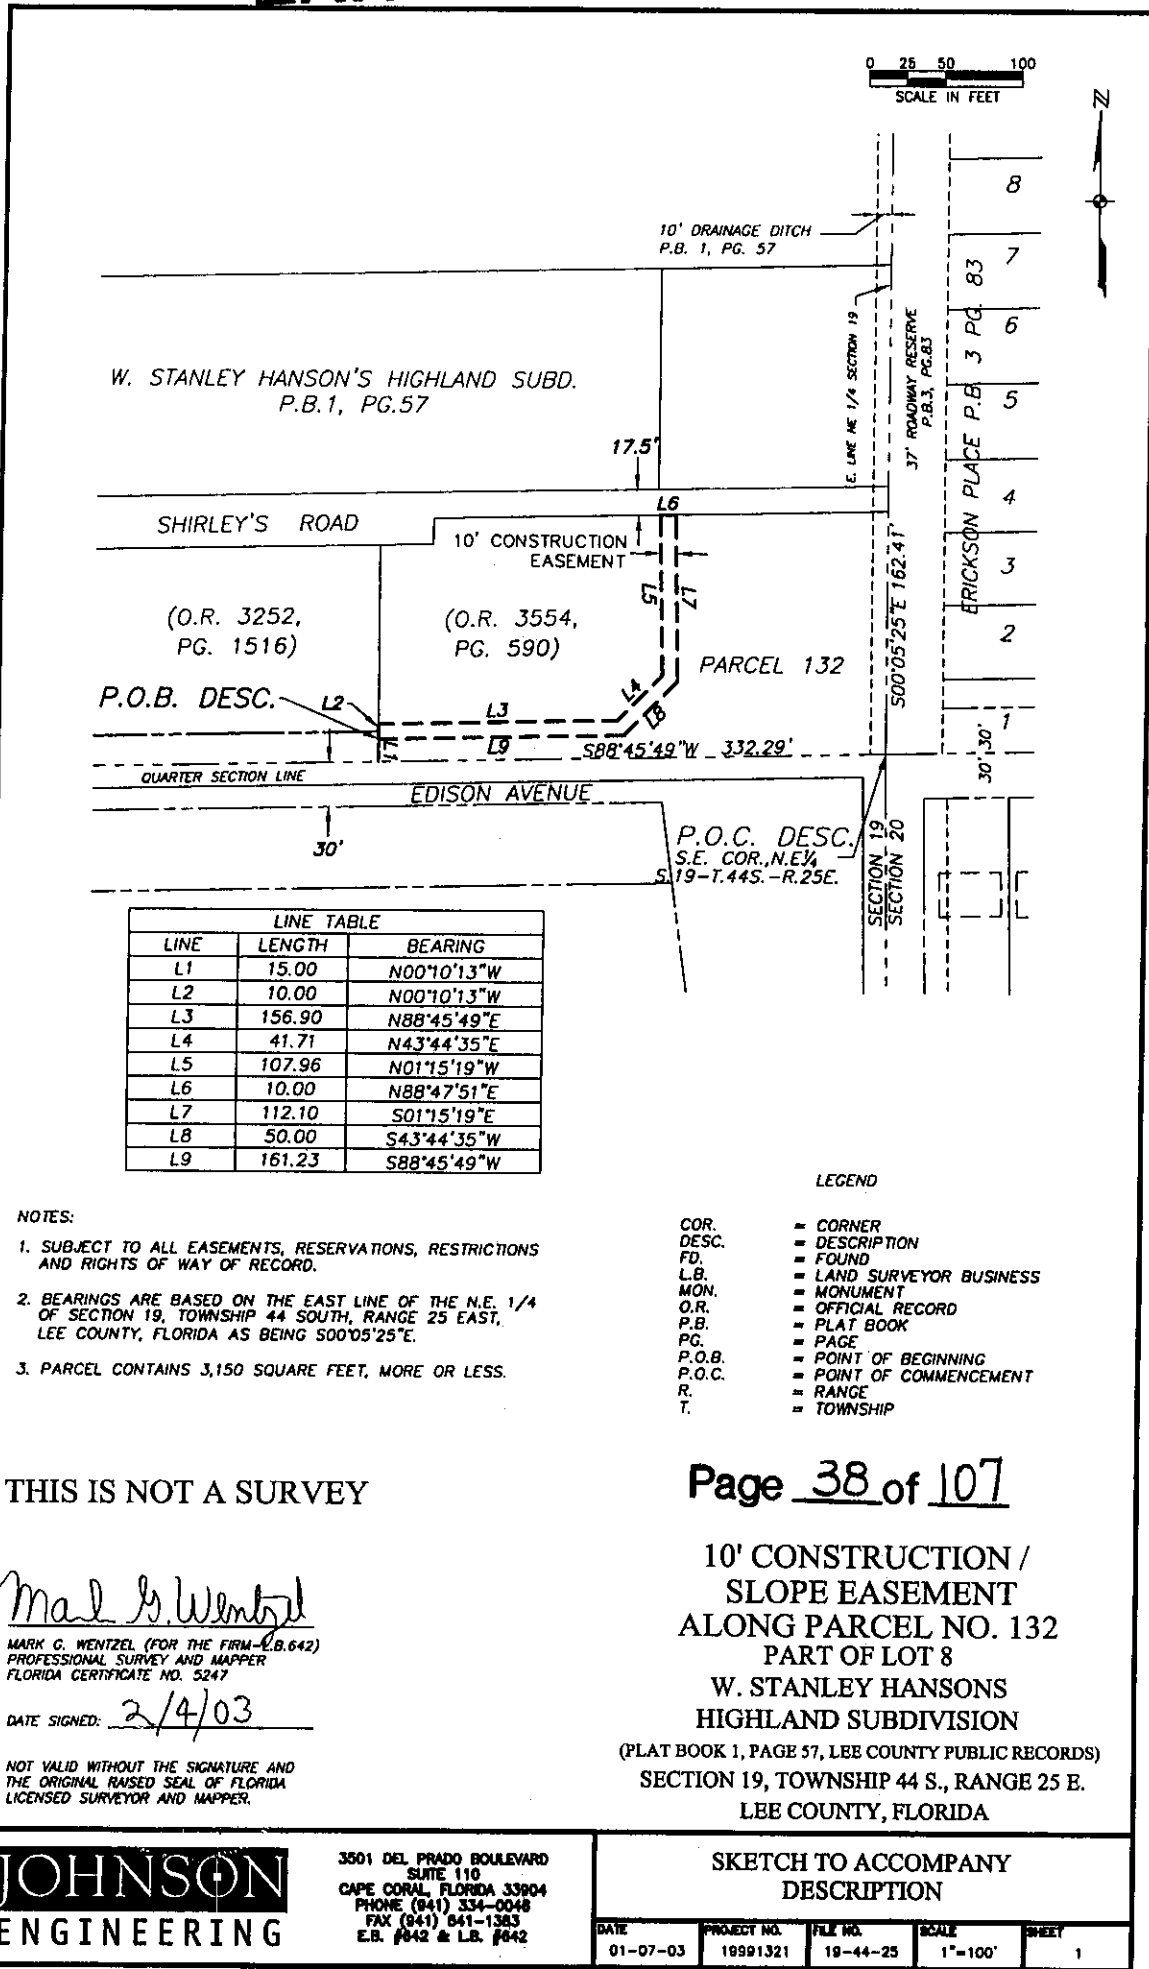 0 25 50 100
SCALE IN FEET
N
8
7
6
5
4
3
2
1
10' DRAINAGE DITCH
P.B. 1, PG. 57
E. LINE NE 1/4 SECTION 19
37' ROADWAY RESERVE
P.B.3, PG.83
ERICKSON PLACE P.B. 3 PG. 83
W. STANLEY HANSON'S HIGHLAND SUBD.
P.B.1, PG.57
17.5'
L6
SHIRLEY'S ROAD
10' CONSTRUCTION
EASEMENT
L5
L7
S00°05'25"E 162.41'
(O.R. 3252,
PG. 1516)
(O.R. 3554,
PG. 590)
PARCEL 132
P.O.B. DESC.
L2
L3
L4
L8
L1
L9
S88°45'49"W 332.29'
30' 30'
QUARTER SECTION LINE
EDISON AVENUE
30'
P.O.C. DESC.
S.E. COR.,N.E¼
S.19-T.44S.-R.25E.
SECTION 19
SECTION 20
LINE TABLE
LINE LENGTH BEARING
L1 15.00 N00°10'13"W
L2 10.00 N00°10'13"W
L3 156.90 N88°45'49"E
L4 41.71 N43°44'35"E
L5 107.96 N01°15'19"W
L6 10.00 N88°47'51"E
L7 112.10 S01°15'19"E
L8 50.00 S43°44'35"W
L9 161.23 S88°45'49"W
NOTES:
1. SUBJECT TO ALL EASEMENTS, RESERVATIONS, RESTRICTIONS
AND RIGHTS OF WAY OF RECORD.
2. BEARINGS ARE BASED ON THE EAST LINE OF THE N.E. 1/4
OF SECTION 19, TOWNSHIP 44 SOUTH, RANGE 25 EAST,
LEE COUNTY, FLORIDA AS BEING S00°05'25"E.
3. PARCEL CONTAINS 3,150 SQUARE FEET, MORE OR LESS.
LEGEND
COR. = CORNER
DESC. = DESCRIPTION
FD. = FOUND
L.B. = LAND SURVEYOR BUSINESS
MON. = MONUMENT
O.R. = OFFICIAL RECORD
P.B. = PLAT BOOK
PG. = PAGE
P.O.B. = POINT OF BEGINNING
P.O.C. = POINT OF COMMENCEMENT
R. = RANGE
T. = TOWNSHIP
THIS IS NOT A SURVEY
Page 38 of 107
Mark G. Wentzel
MARK G. WENTZEL (FOR THE FIRM-L.B.642)
PROFESSIONAL SURVEY AND MAPPER
FLORIDA CERTIFICATE NO. 5247
DATE SIGNED: 2/4/03
NOT VALID WITHOUT THE SIGNATURE AND
THE ORIGINAL RAISED SEAL OF FLORIDA
LICENSED SURVEYOR AND MAPPER.
10' CONSTRUCTION /
SLOPE EASEMENT
ALONG PARCEL NO. 132
PART OF LOT 8
W. STANLEY HANSONS
HIGHLAND SUBDIVISION
(PLAT BOOK 1, PAGE 57, LEE COUNTY PUBLIC RECORDS)
SECTION 19, TOWNSHIP 44 S., RANGE 25 E.
LEE COUNTY, FLORIDA
JOHNSON
ENGINEERING
3501 DEL PRADO BOULEVARD
SUITE 110
CAPE CORAL, FLORIDA 33904
PHONE (941) 334-0046
FAX (941) 541-1383
E.B. #642 & L.B. #642
SKETCH TO ACCOMPANY
DESCRIPTION
DATE PROJECT NO. FILE NO. SCALE SHEET
01-07-03 19991321 19-44-25 1"=100' 1